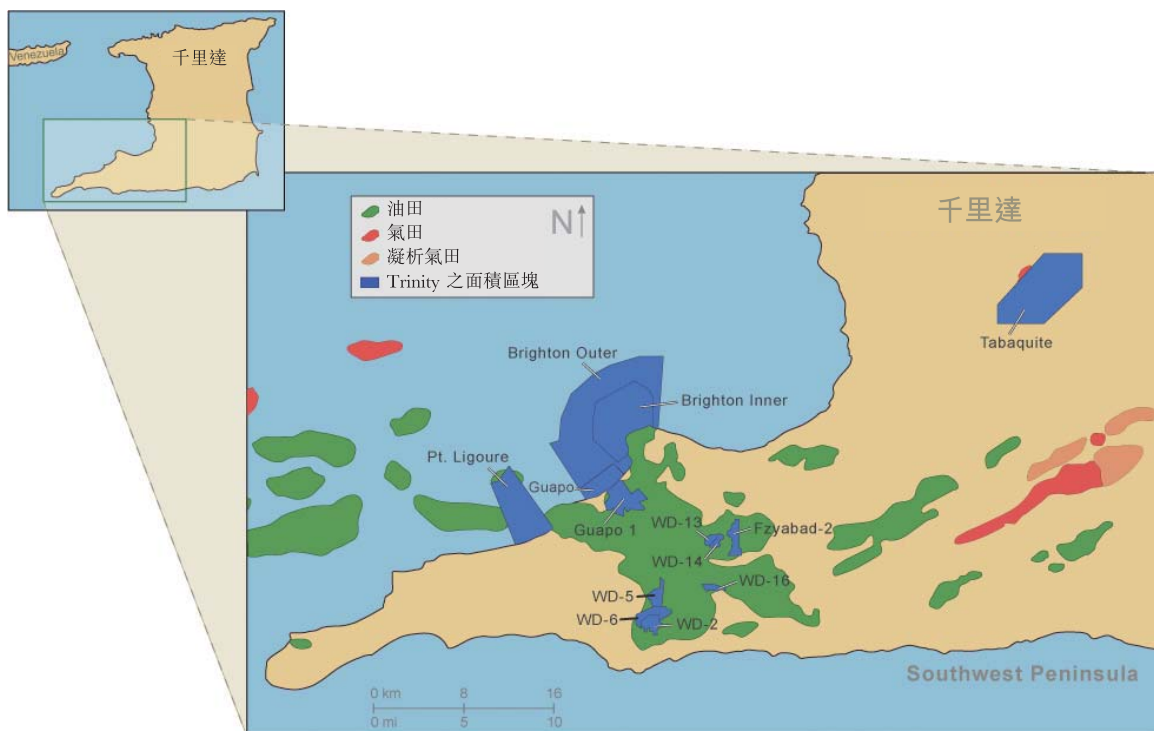 Venezuela
千里達
油田
氣田
凝析氣田
Trinity 之面積區塊
N
千里達
Tabaquite
Brighton Outer
Brighton Inner
Pt. Ligoure
Guapo
Guapo 1
WD-13
Fzyabad-2
WD-14
WD-16
WD-5
WD-6
WD-2
Southwest Peninsula
0 km 8 16
0 mi 5 10